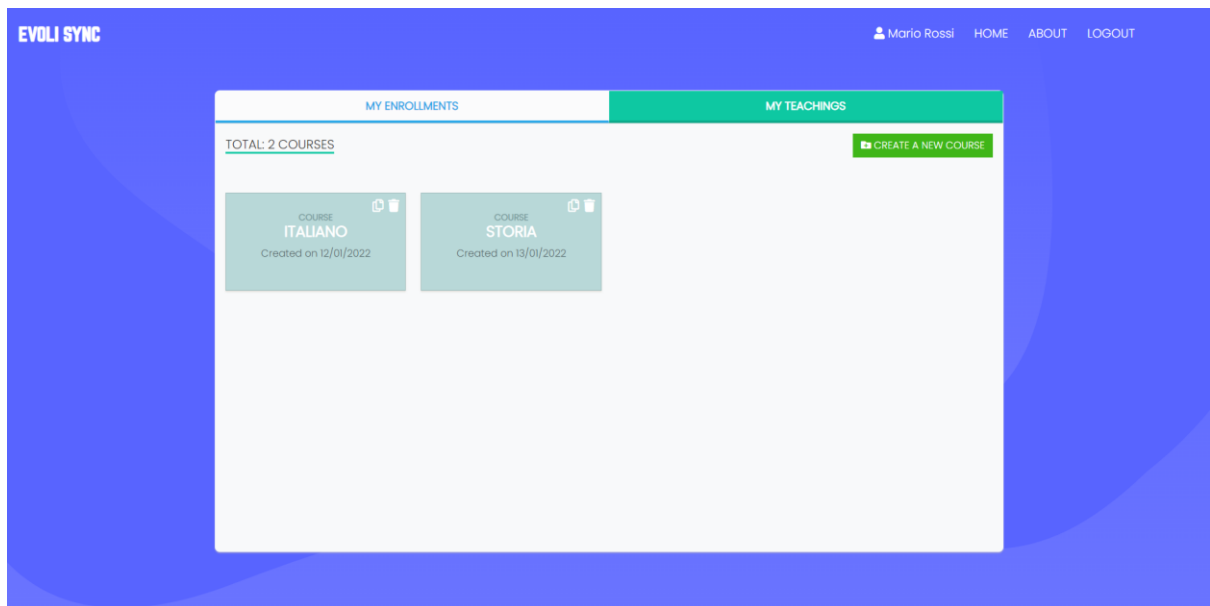 EVOLI SYNC
Mario Rossi HOME ABOUT LOGOUT
MY ENROLLMENTS MY TEACHINGS
TOTAL: 2 COURSES CREATE A NEW COURSE
COURSE COURSE
ITALIANO STORIA
Created on 12/01/2022 Created on 13/01/2022